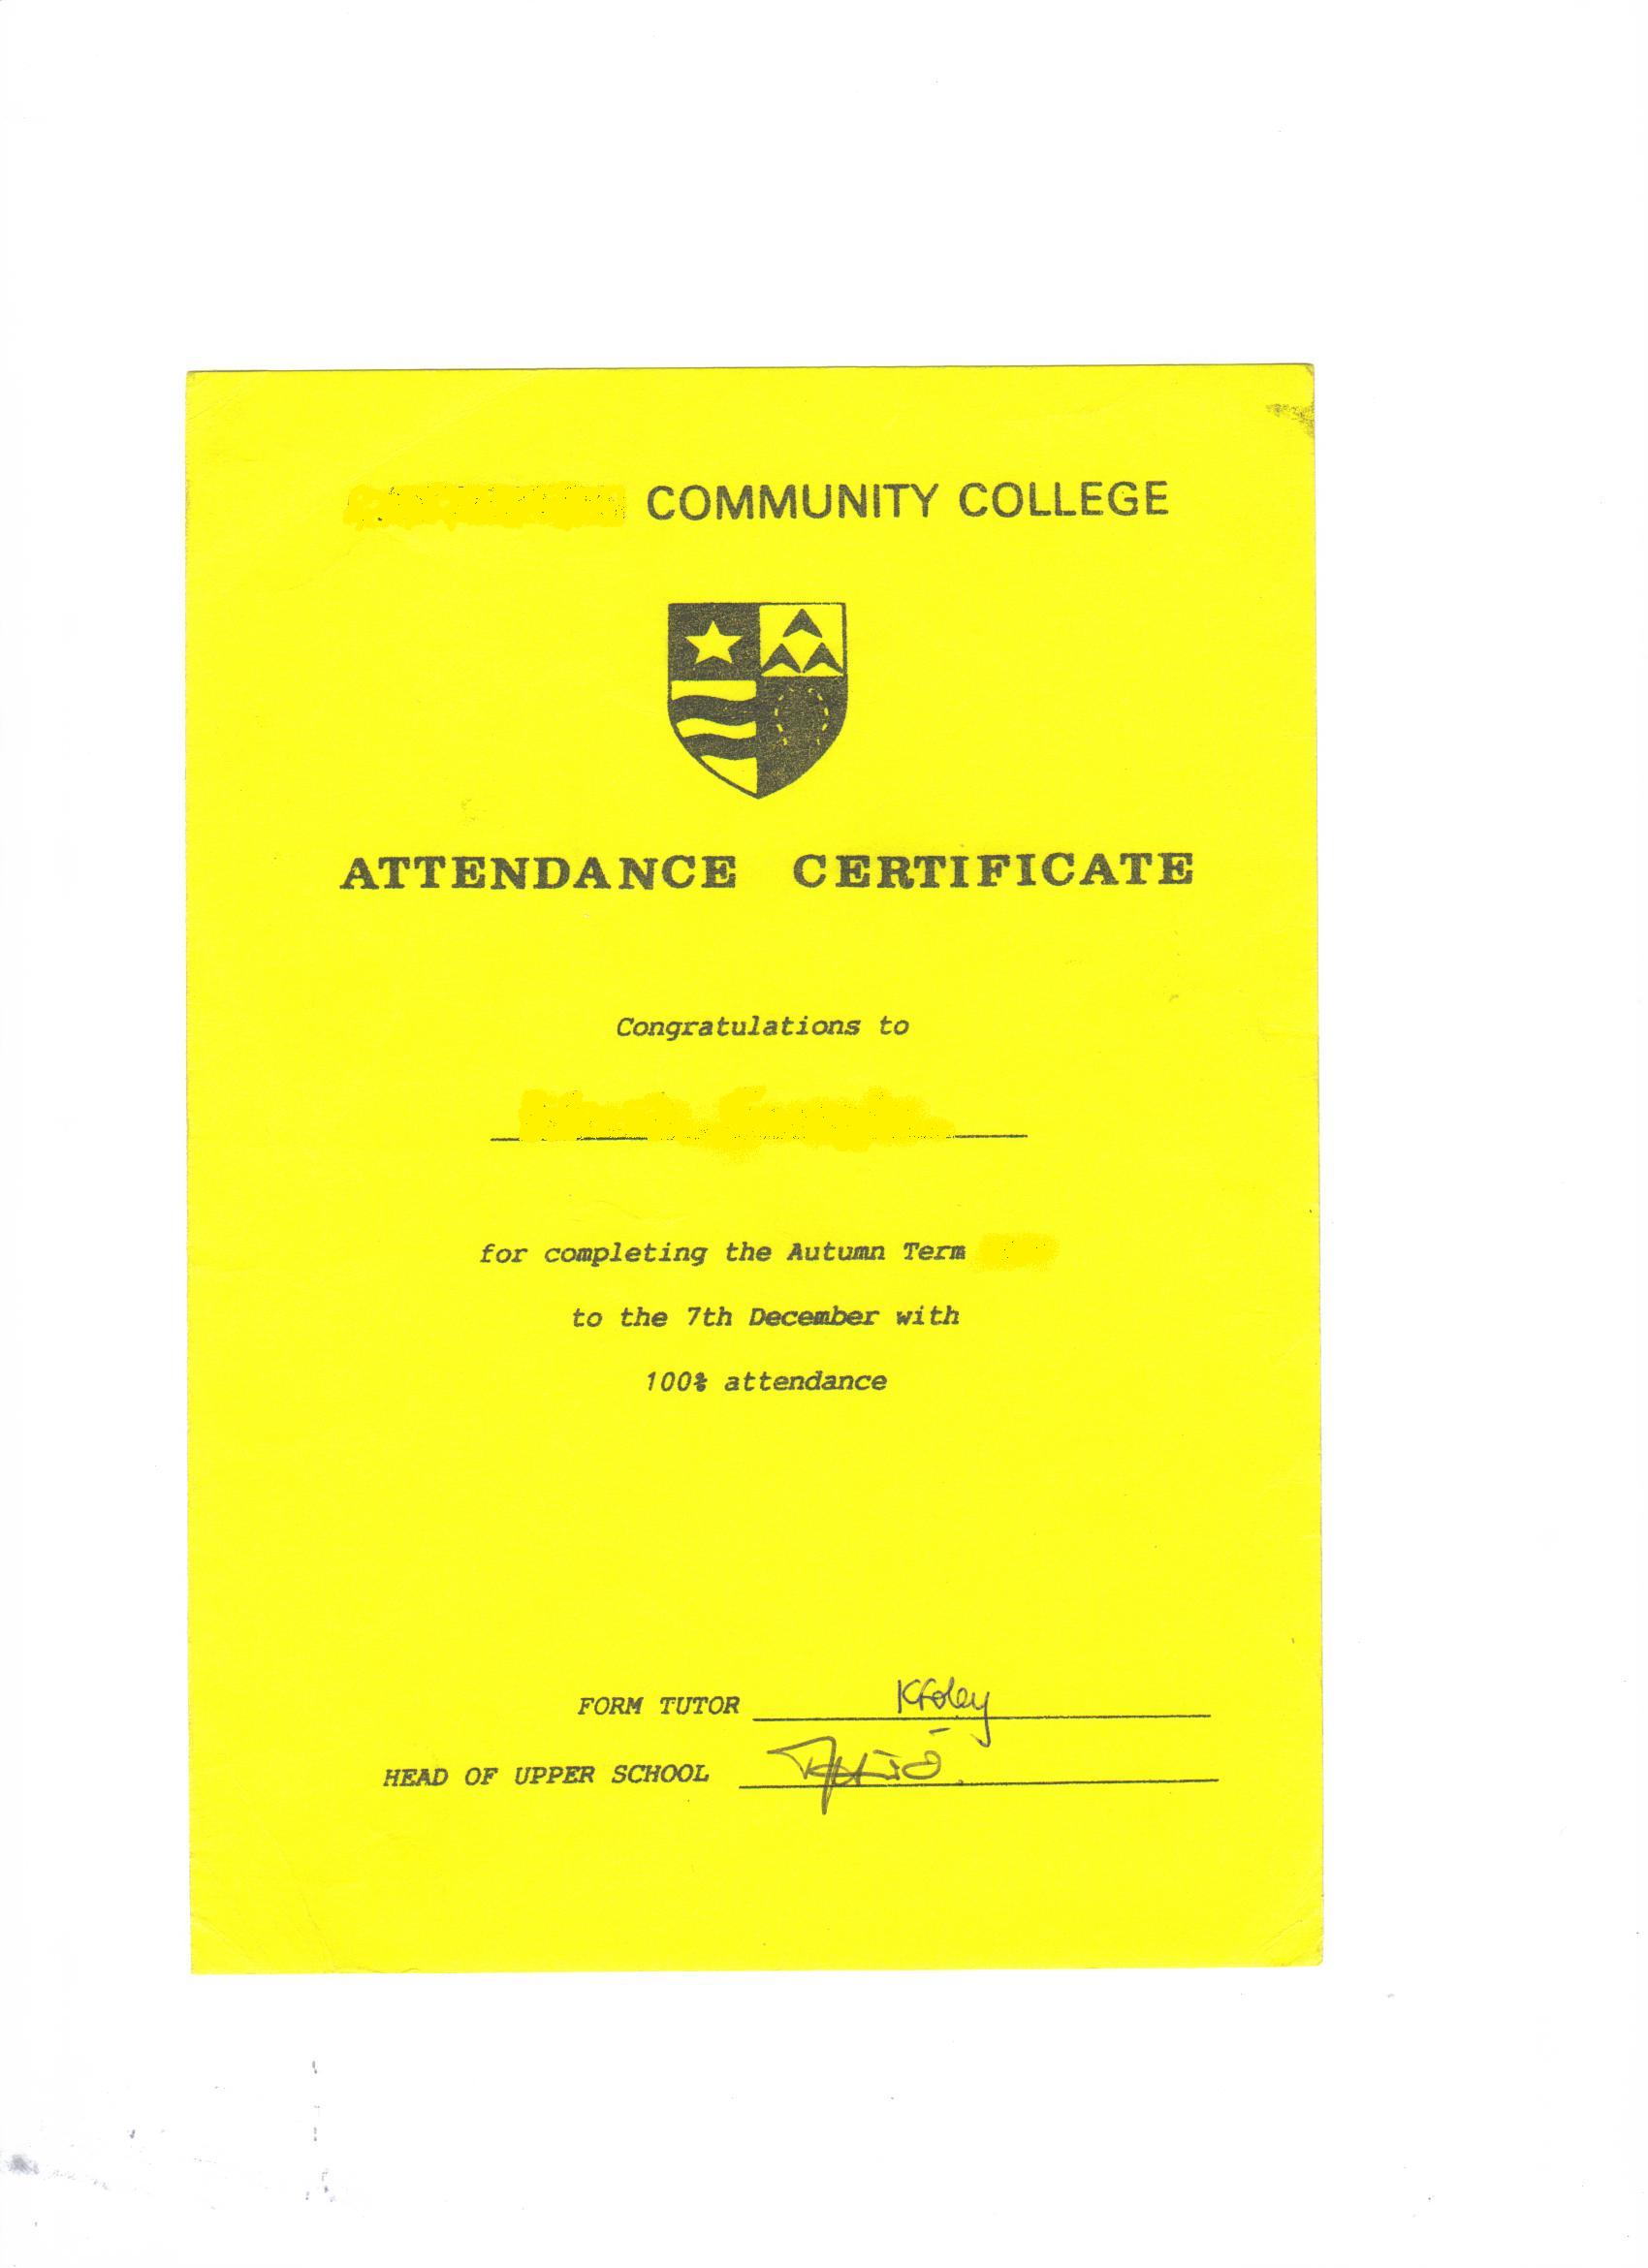 COMMUNITY COLLEGE
ATTENDANCE CERTIFICATE
Congratulations to
for completing the Autumn Term
to the 7th December with
100% attendance
FORM TUTOR KFoley
HEAD OF UPPER SCHOOL